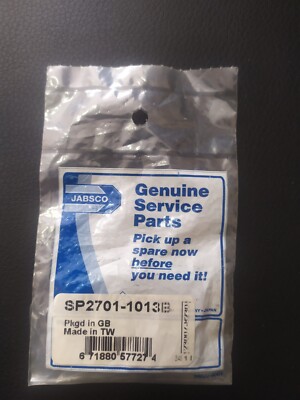 JABSCO
Genuine
Service
Parts
Pick up a
spare now
before
you need it!
SP2701-1013B
Pkgd in GB
Made in TW
6 71880 57727 4